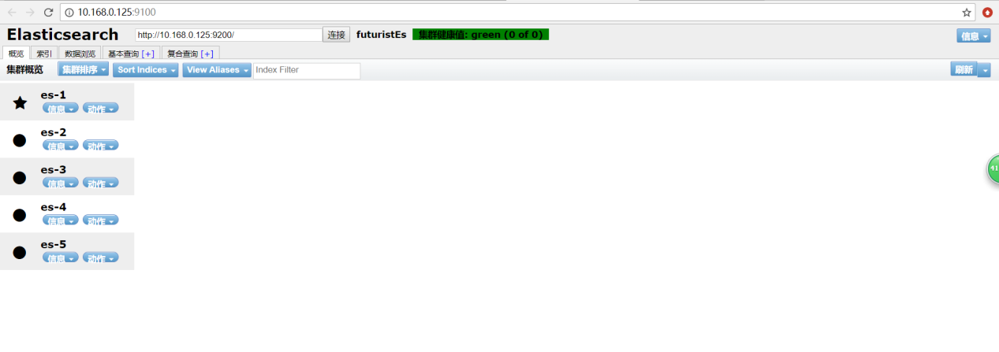 10.168.0.125:9100
Elasticsearch http://10.168.0.125:9200/ 连接 futuristEs 集群健康值: green (0 of 0) 信息
概览 索引 数据浏览 基本查询 [+] 复合查询 [+]
集群概览 集群排序 Sort Indices View Aliases Index Filter 刷新
es-1
信息 动作
es-2
信息 动作
es-3
信息 动作
41
es-4
信息 动作
es-5
信息 动作